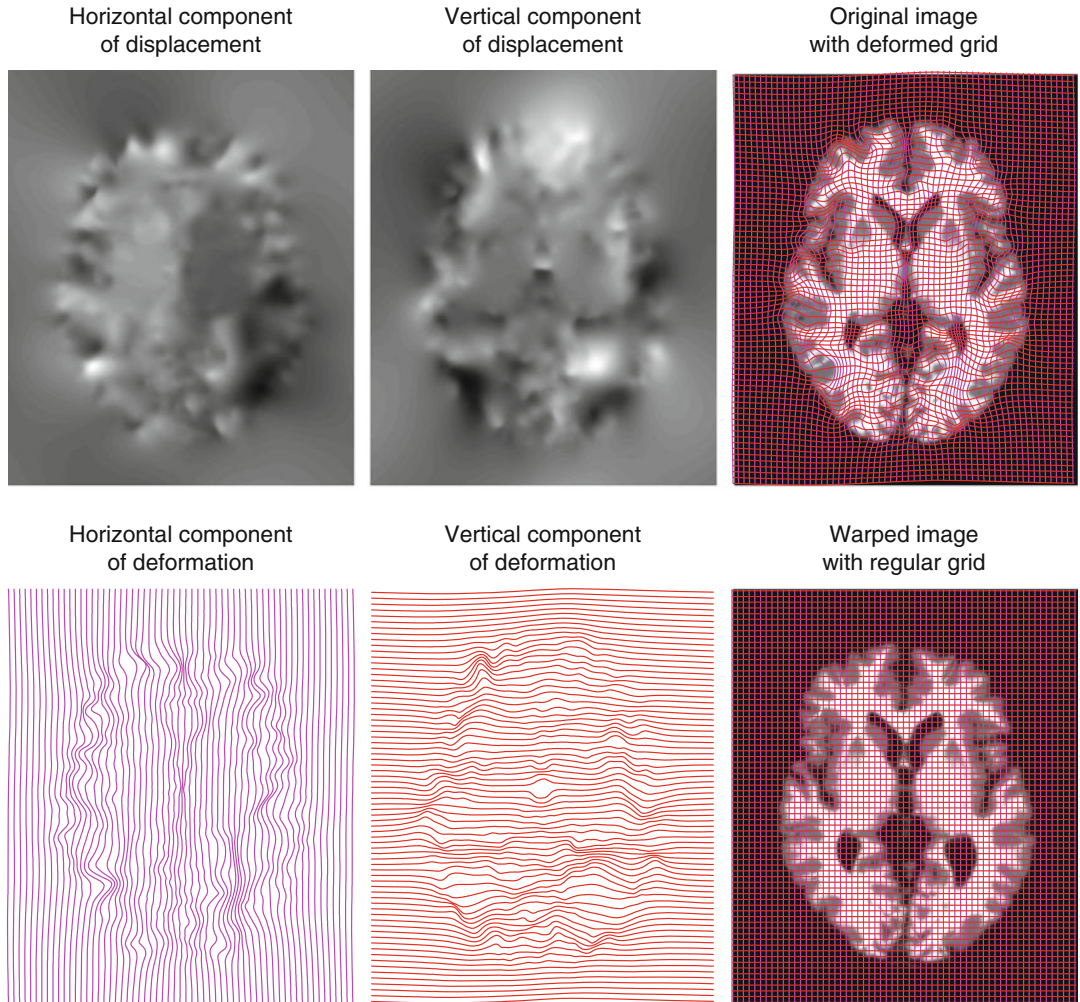 Horizontal component
of displacement
Vertical component
of displacement
Original image
with deformed grid
Horizontal component
of deformation
Vertical component
of deformation
Warped image
with regular grid